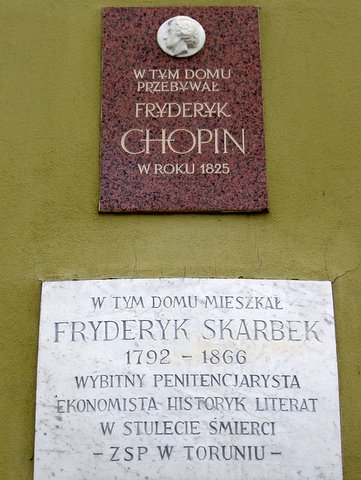 W TYM DOMU
PRZEBYWAŁ
FRYDERYK
CHOPIN
W ROKU 1825
W TYM DOMU MIESZKAŁ
FRYDERYK SKARBEK
1792 - 1866
WYBITNY PENITENCJARYSTA
EKONOMISTA HISTORYK LITERAT
W STULECIE ŚMIERCI
- ZSP W TORUNIU -